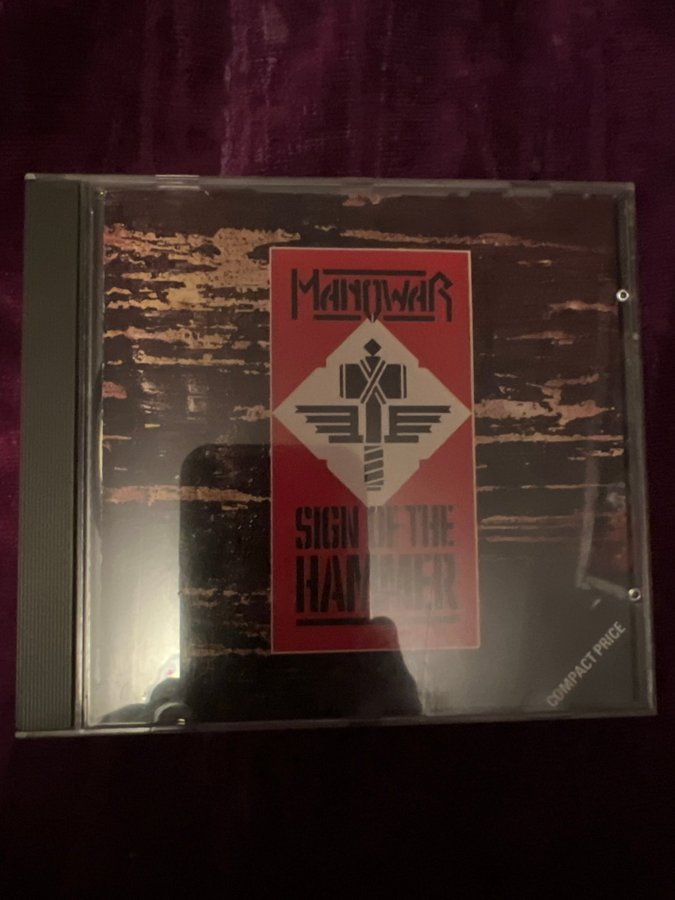 MANOWAR
SIGN OF THE
HAMMER
COMPACT PRICE